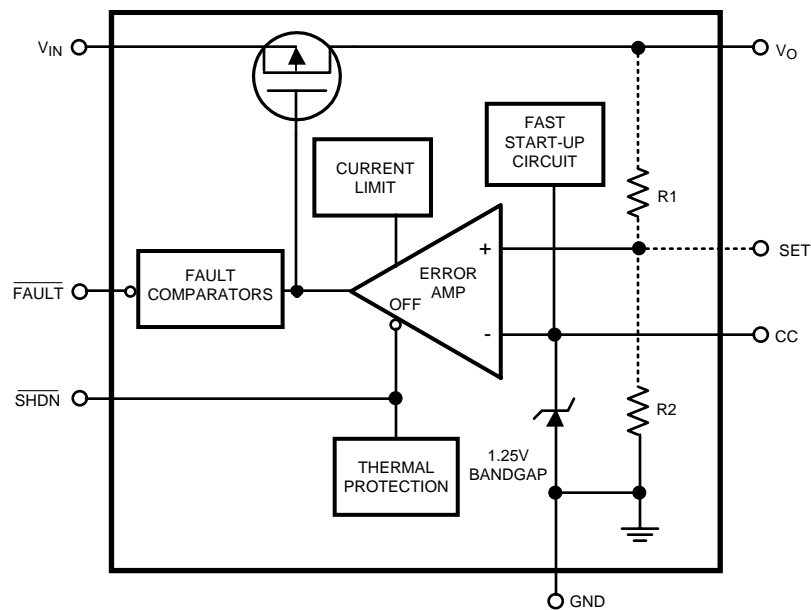 VIN
VO
FAST
START-UP
CIRCUIT
CURRENT
LIMIT
R1
+
SET
FAULT
FAULT
COMPARATORS
ERROR
AMP
OFF
-
CC
SHDN
R2
THERMAL
PROTECTION
1.25V
BANDGAP
GND